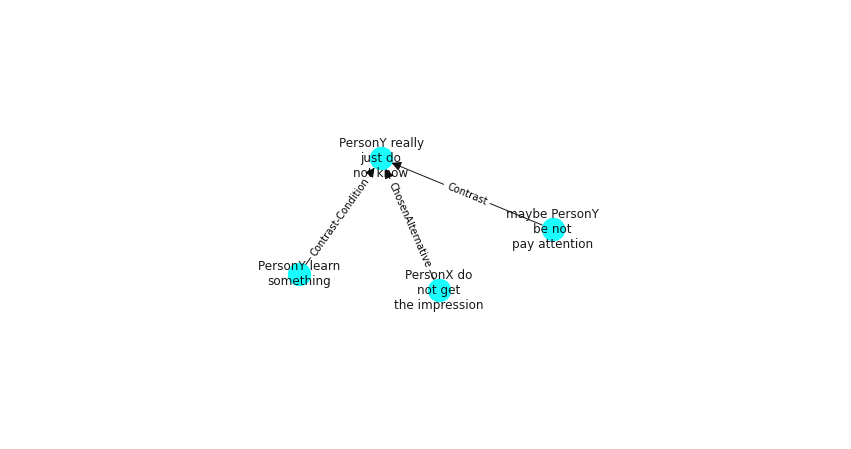 PersonY really
just do
not know
Contrast-Condition
ChosenAlternative
Contrast
maybe PersonY
be not
pay attention
PersonY learn
something
PersonX do
not get
the impression